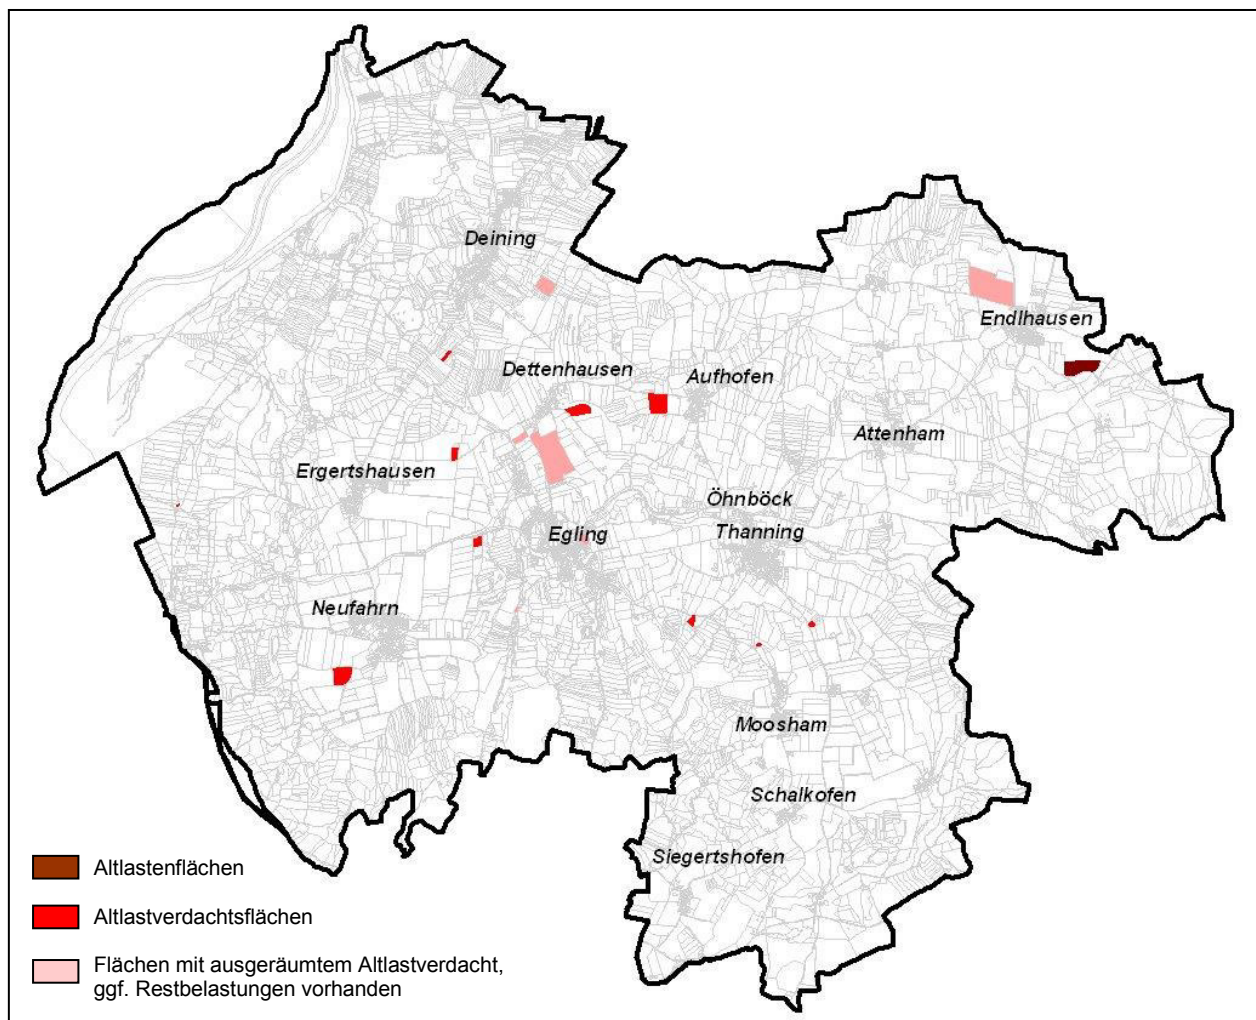 Deining
Endlhausen
Dettenhausen
Aufhofen
Attenham
Ergertshausen
Öhnböck
Thanning
Egling
Neufahrn
Moosham
Schalkofen
Siegertshofen
Altlastenflächen
Altlastverdachtsflächen
Flächen mit ausgeräumtem Altlastverdacht,
ggf. Restbelastungen vorhanden